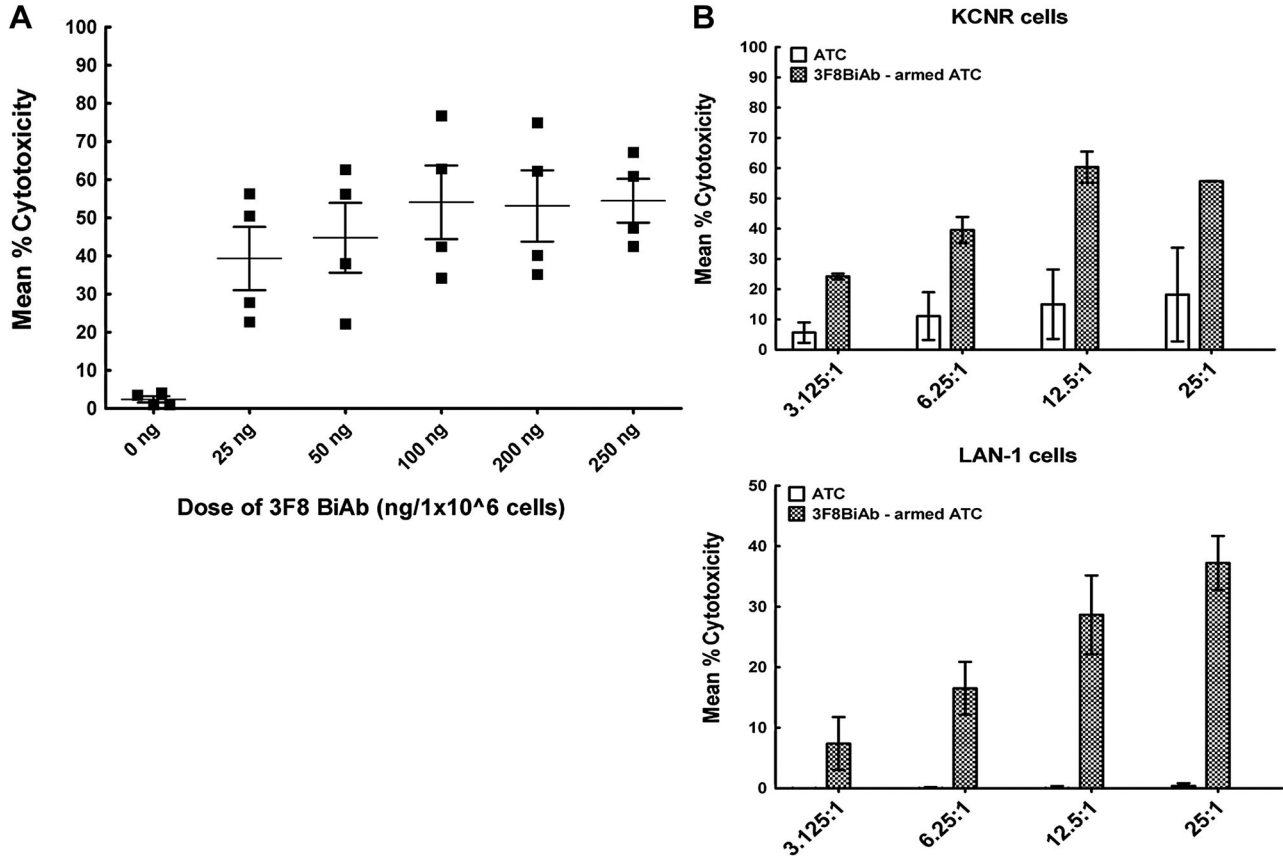 A
Mean % Cytotoxicity
100
90
80
70
60
50
40
30
20
10
0
0 ng
25 ng
50 ng
100 ng
200 ng
250 ng
Dose of 3F8 BiAb (ng/1x10^6 cells)
B
KCNR cells
ATC
3F8BiAb - armed ATC
Mean % Cytotoxicity
100
90
80
70
60
50
40
30
20
10
0
3.125:1
6.25:1
12.5:1
25:1
LAN-1 cells
ATC
3F8BiAb - armed ATC
Mean % Cytotoxicity
50
40
30
20
10
0
3.125:1
6.25:1
12.5:1
25:1